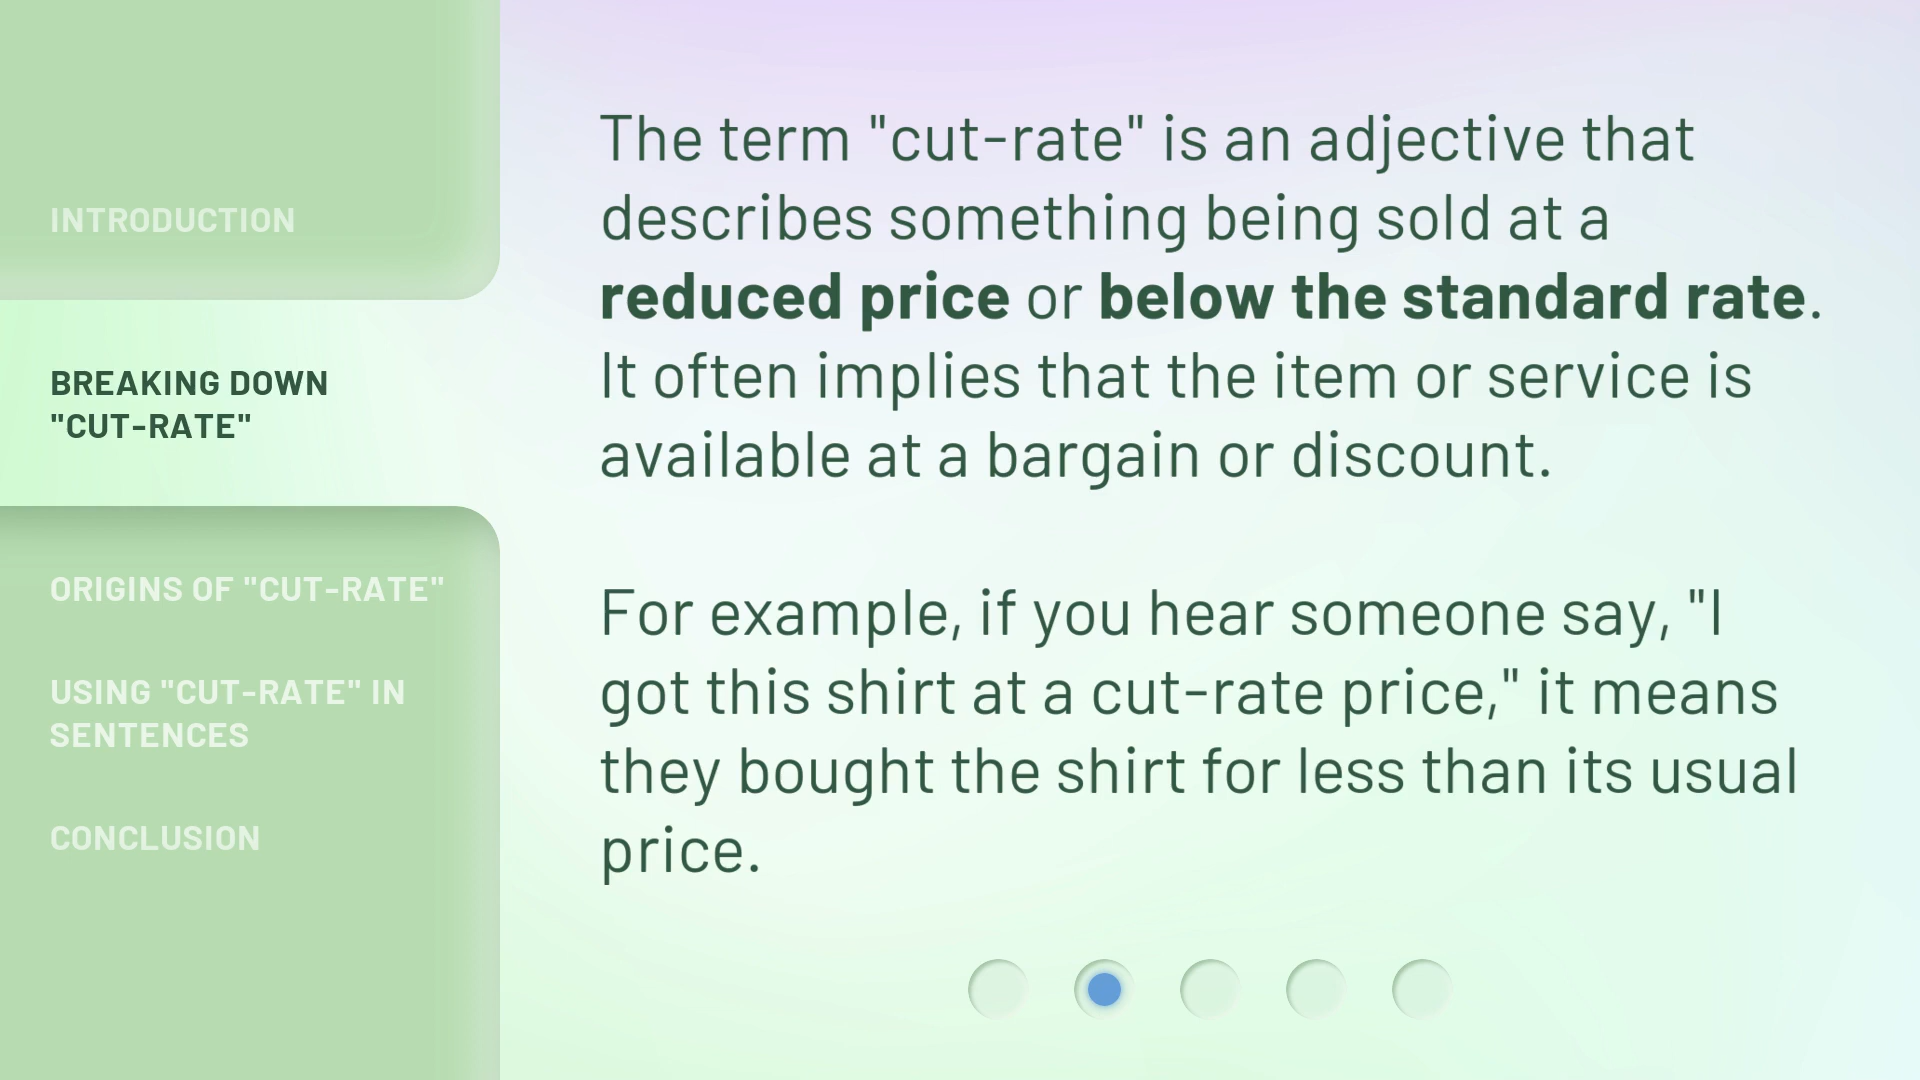 INTRODUCTION
BREAKING DOWN
"CUT-RATE"
ORIGINS OF "CUT-RATE"
USING "CUT-RATE" IN
SENTENCES
CONCLUSION
The term "cut-rate" is an adjective that
describes something being sold at a
reduced price or below the standard rate.
It often implies that the item or service is
available at a bargain or discount.
For example, if you hear someone say, "I
got this shirt at a cut-rate price," it means
they bought the shirt for less than its usual
price.